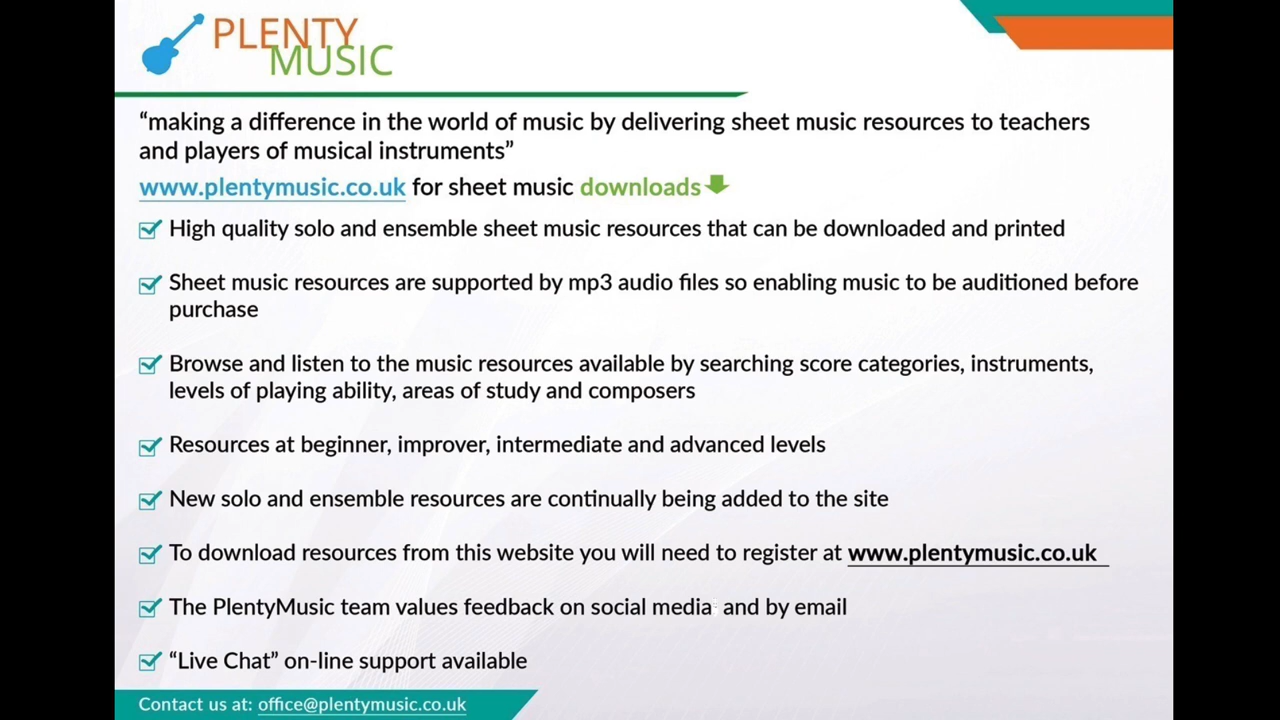 PLENTY
MUSIC
“making a difference in the world of music by delivering sheet music resources to teachers
and players of musical instruments”
www.plentymusic.co.uk for sheet music downloads
High quality solo and ensemble sheet music resources that can be downloaded and printed
Sheet music resources are supported by mp3 audio files so enabling music to be auditioned before
purchase
Browse and listen to the music resources available by searching score categories, instruments,
levels of playing ability, areas of study and composers
Resources at beginner, improver, intermediate and advanced levels
New solo and ensemble resources are continually being added to the site
To download resources from this website you will need to register at www.plentymusic.co.uk
The PlentyMusic team values feedback on social media and by email
“Live Chat” on-line support available
Contact us at: office@plentymusic.co.uk